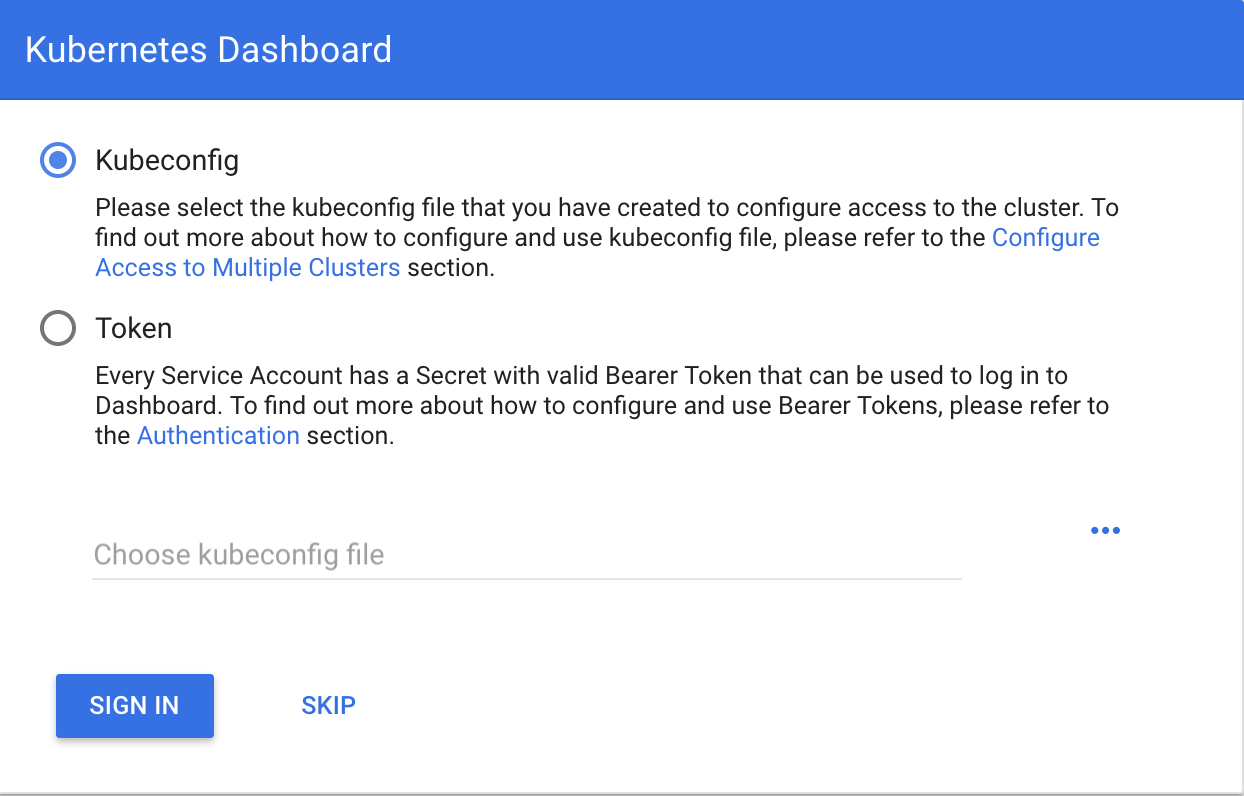 Kubernetes Dashboard
Kubeconfig
Please select the kubeconfig file that you have created to configure access to the cluster. To
find out more about how to configure and use kubeconfig file, please refer to the Configure
Access to Multiple Clusters section.
Token
Every Service Account has a Secret with valid Bearer Token that can be used to log in to
Dashboard. To find out more about how to configure and use Bearer Tokens, please refer to
the Authentication section.
Choose kubeconfig file
SIGN IN
SKIP